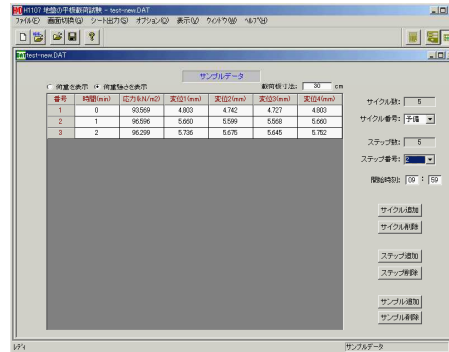 H1107 地盤の平板載荷試験 - test-new.DAT
ファイル(F) 画面切換(G) シート出力(S) オプション(O) 表示(V) ウィンドウ(W) ヘルプ(H)
test-new.DAT
サンプルデータ
荷重を表示 荷重強さを表示 載荷板寸法: 30 cm
番号 時間(min) 応力(kN/m2) 変位1(mm) 変位2(mm) 変位3(mm) 変位4(mm)
1 0 93.569 4.803 4.742 4.727 4.803
2 1 96.596 5.660 5.599 5.568 5.660
3 2 96.299 5.736 5.675 5.645 5.752
サイクル数: 5
サイクル番号: 予備
ステップ数: 5
ステップ番号: 2
開始時刻: 09 : 59
サイクル追加
サイクル削除
ステップ追加
ステップ削除
サンプル追加
サンプル削除
レディ サンプルデータ